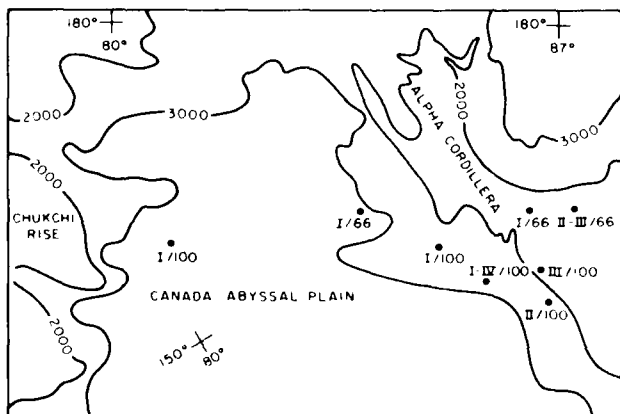 180°
80°
180°
87°
2000
3000
2000
3000
ALPHA CORDILLERA
2000
CHUKCHI
RISE
I/66
I/66
II-III/66
I/100
I/100
I-IV/100
III/100
II/100
CANADA ABYSSAL PLAIN
2000
150°
80°